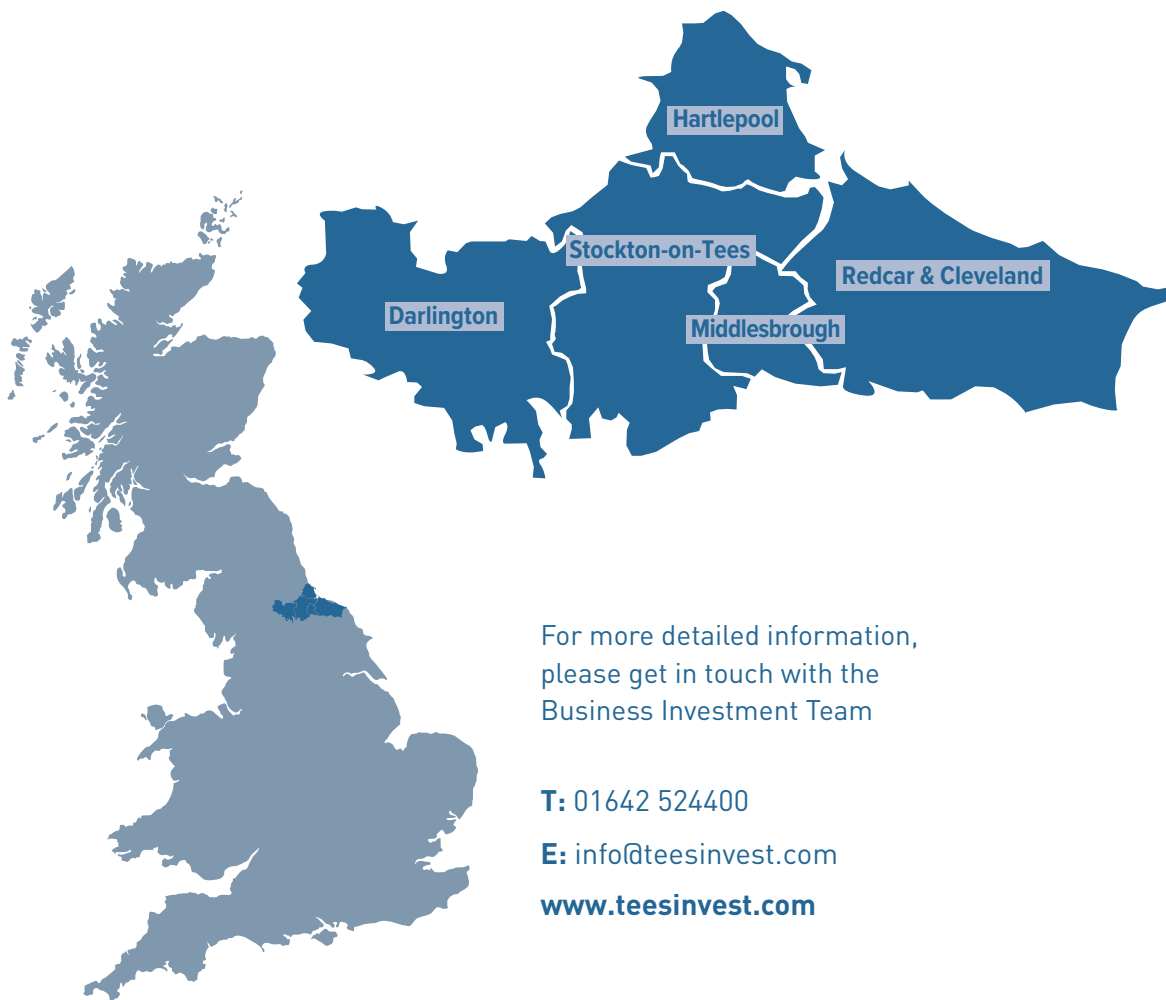 Hartlepool
Stockton-on-Tees
Redcar & Cleveland
Darlington
Middlesbrough
For more detailed information,
please get in touch with the
Business Investment Team
T: 01642 524400
E: info@teesinvest.com
www.teesinvest.com